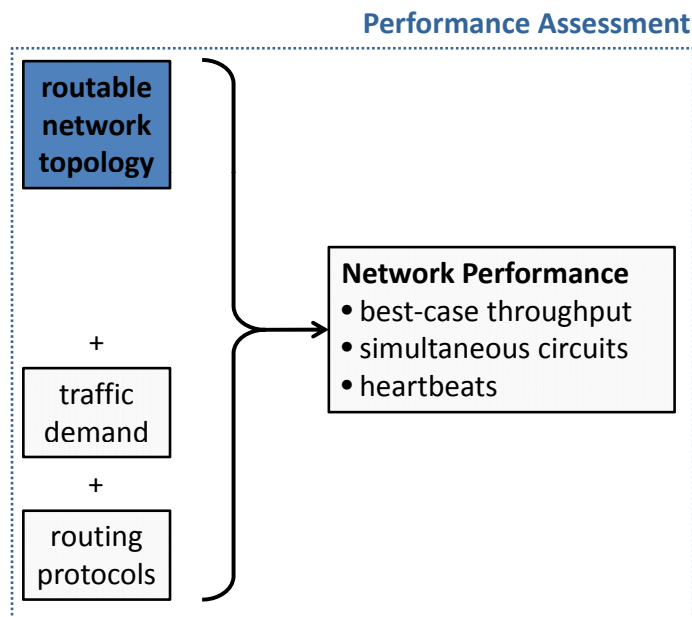 Performance Assessment
routable
network
topology
+
traffic
demand
+
routing
protocols
Network Performance
• best-case throughput
• simultaneous circuits
• heartbeats